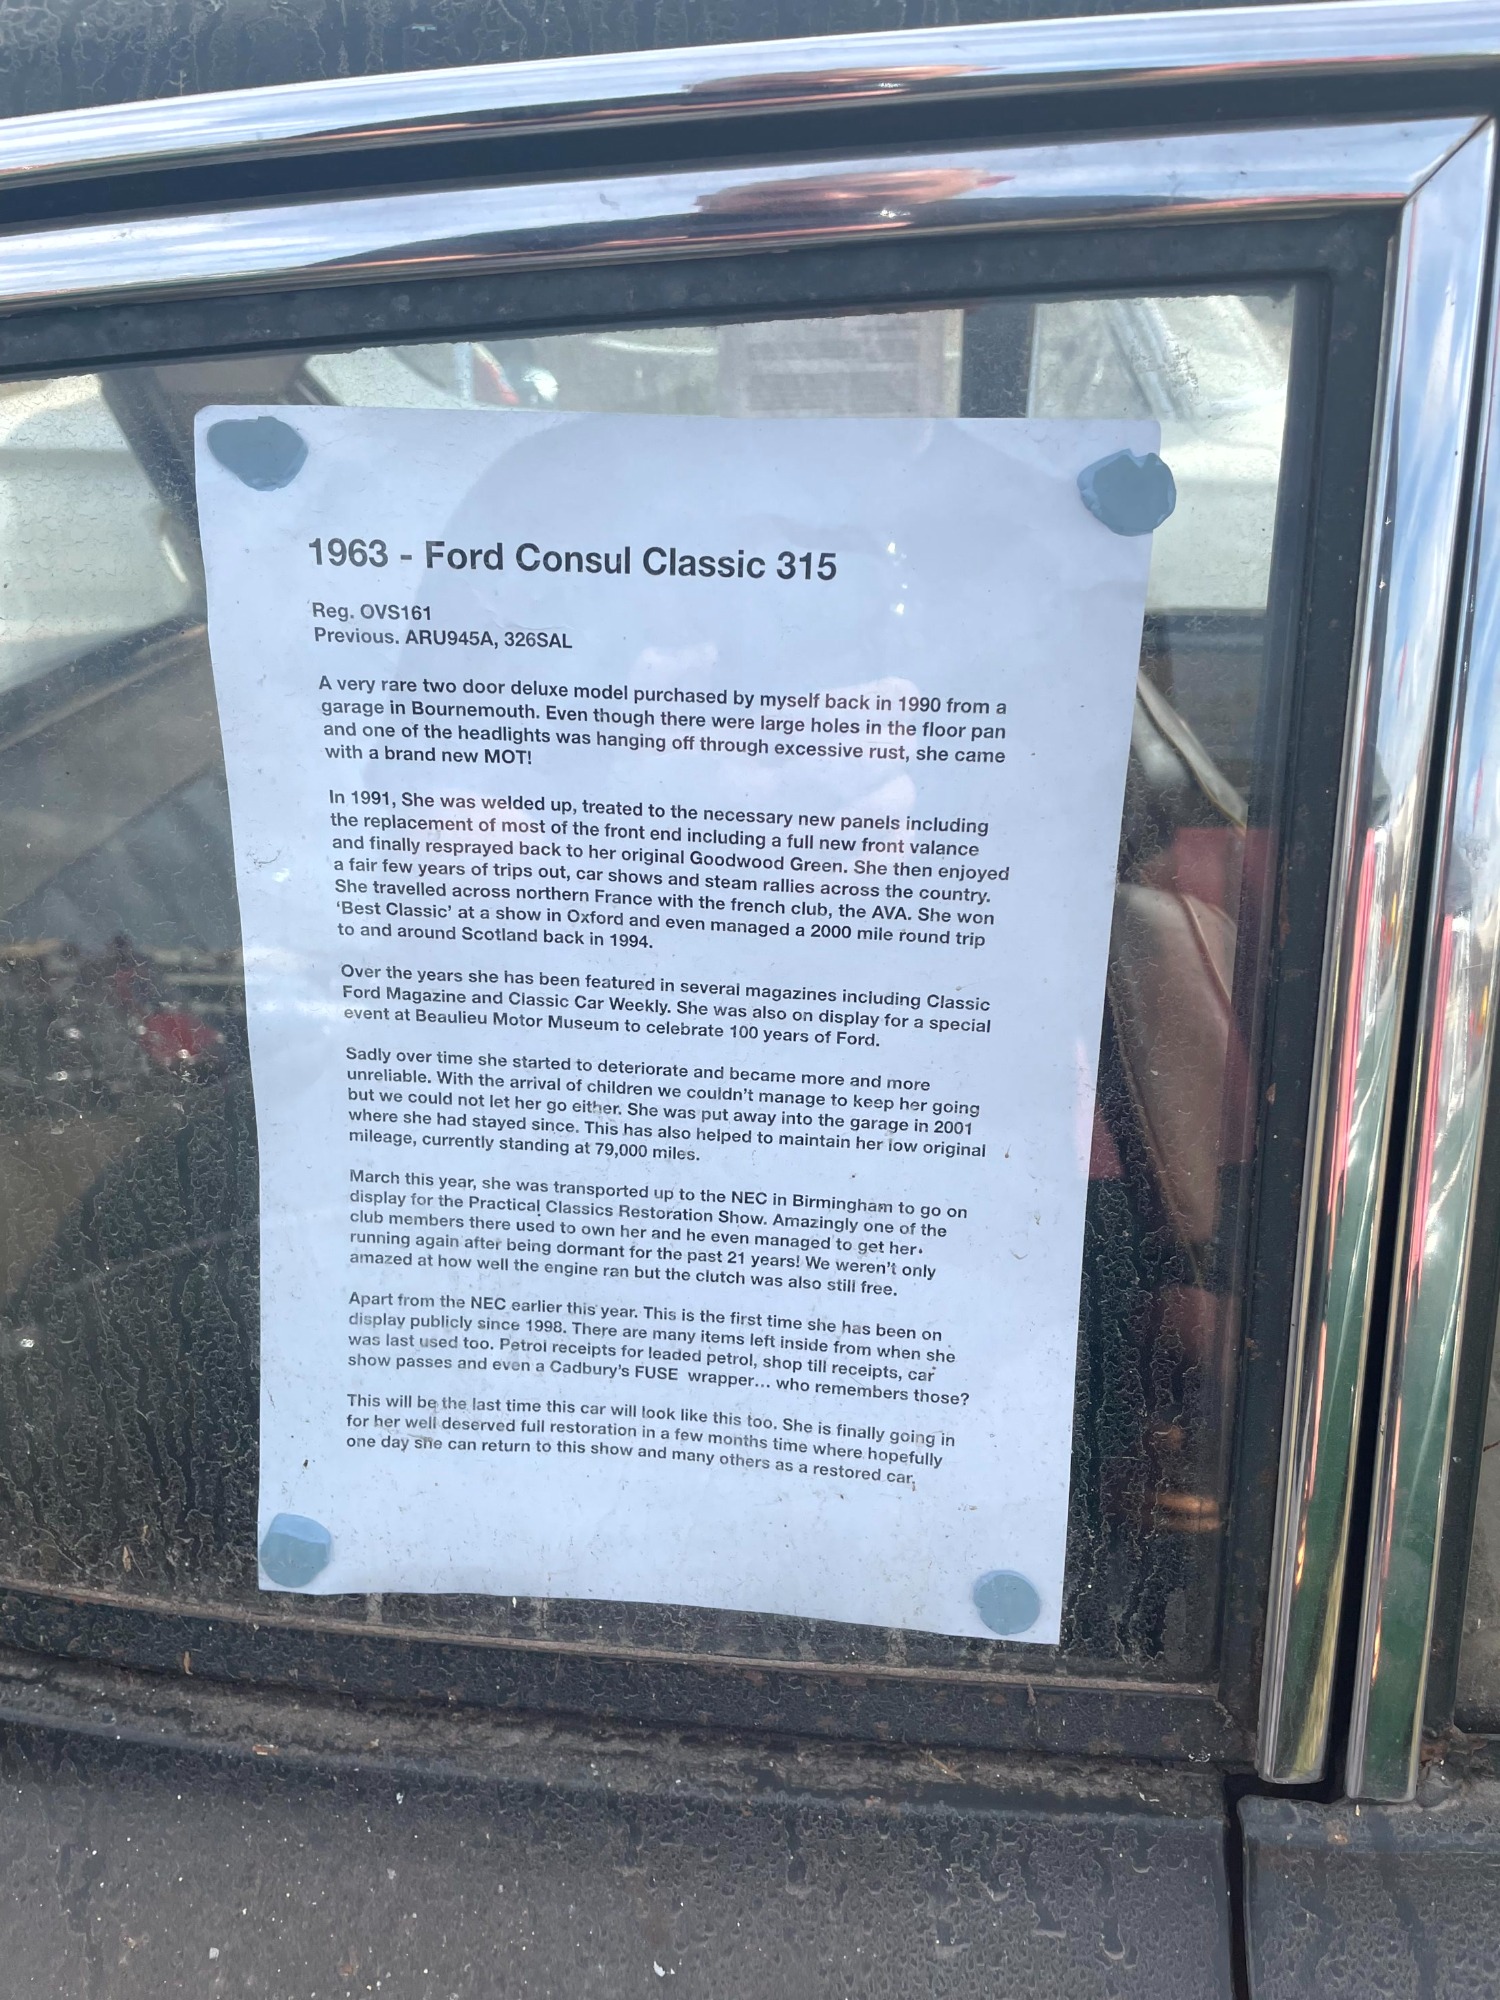 1963 - Ford Consul Classic 315
Reg. OVS161
Previous. ARU945A, 326SAL
A very rare two door deluxe model purchased by myself back in 1990 from a
garage in Bournemouth. Even though there were large holes in the floor pan
and one of the headlights was hanging off through excessive rust, she came
with a brand new MOT!
In 1991, She was welded up, treated to the necessary new panels including
the replacement of most of the front end including a full new front valance
and finally resprayed back to her original Goodwood Green. She then enjoyed
a fair few years of trips out, car shows and steam rallies across the country.
She travelled across northern France with the french club, the AVA. She won
‘Best Classic’ at a show in Oxford and even managed a 2000 mile round trip
to and around Scotland back in 1994.
Over the years she has been featured in several magazines including Classic
Ford Magazine and Classic Car Weekly. She was also on display for a special
event at Beaulieu Motor Museum to celebrate 100 years of Ford.
Sadly over time she started to deteriorate and became more and more
unreliable. With the arrival of children we couldn’t manage to keep her going
but we could not let her go either. She was put away into the garage in 2001
where she had stayed since. This has also helped to maintain her low original
mileage, currently standing at 79,000 miles.
March this year, she was transported up to the NEC in Birmingham to go on
display for the Practical Classics Restoration Show. Amazingly one of the
club members there used to own her and he even managed to get her
running again after being dormant for the past 21 years! We weren’t only
amazed at how well the engine ran but the clutch was also still free.
Apart from the NEC earlier this year. This is the first time she has been on
display publicly since 1998. There are many items left inside from when she
was last used too. Petrol receipts for leaded petrol, shop till receipts, car
show passes and even a Cadbury’s FUSE wrapper... who remembers those?
This will be the last time this car will look like this too. She is finally going in
for her well deserved full restoration in a few months time where hopefully
one day she can return to this show and many others as a restored car.